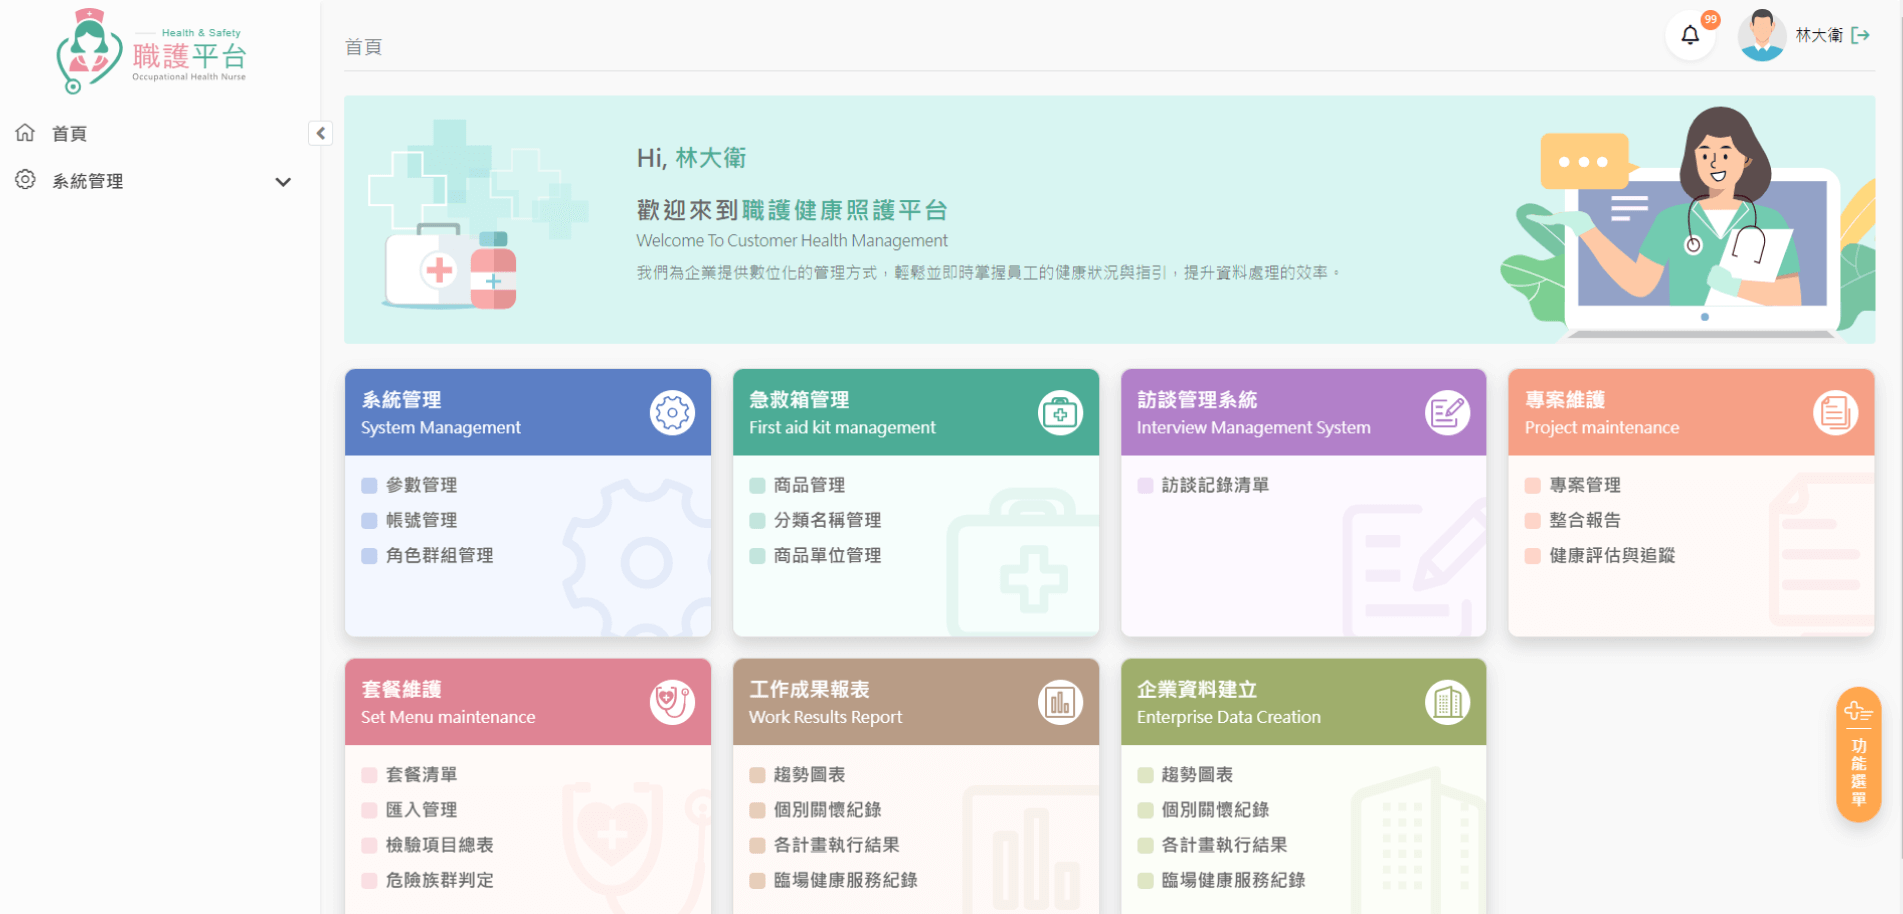 Health & Safety
職護平台
Occupational Health Nurse
首頁
系統管理
首頁
99
林大衛
Hi, 林大衛
歡迎來到職護健康照護平台
Welcome To Customer Health Management
我們為企業提供數位化的管理方式，輕鬆並即時掌握員工的健康狀況與指引，提升資料處理的效率。
系統管理
System Management
參數管理
帳號管理
角色群組管理
急救箱管理
First aid kit management
商品管理
分類名稱管理
商品單位管理
訪談管理系統
Interview Management System
訪談記錄清單
專案維護
Project maintenance
專案管理
整合報告
健康評估與追蹤
套餐維護
Set Menu maintenance
套餐清單
匯入管理
檢驗項目總表
危險族群判定
工作成果報表
Work Results Report
趨勢圖表
個別關懷紀錄
各計畫執行結果
臨場健康服務紀錄
企業資料建立
Enterprise Data Creation
趨勢圖表
個別關懷紀錄
各計畫執行結果
臨場健康服務紀錄
功能選單